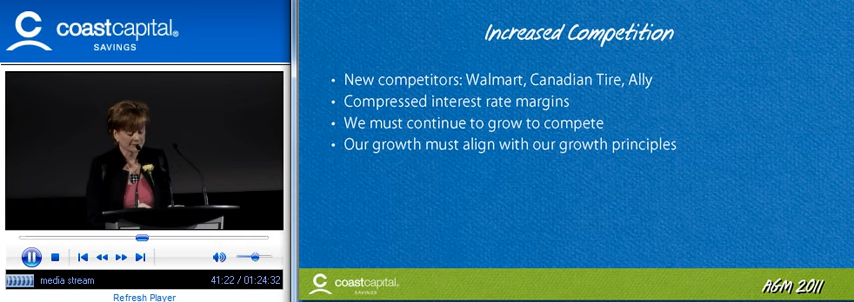 coastcapital®
SAVINGS
media stream
41:22 / 01:24:32
Refresh Player
Increased Competition
• New competitors: Walmart, Canadian Tire, Ally
• Compressed interest rate margins
• We must continue to grow to compete
• Our growth must align with our growth principles
coastcapital®
SAVINGS
AGM 2011